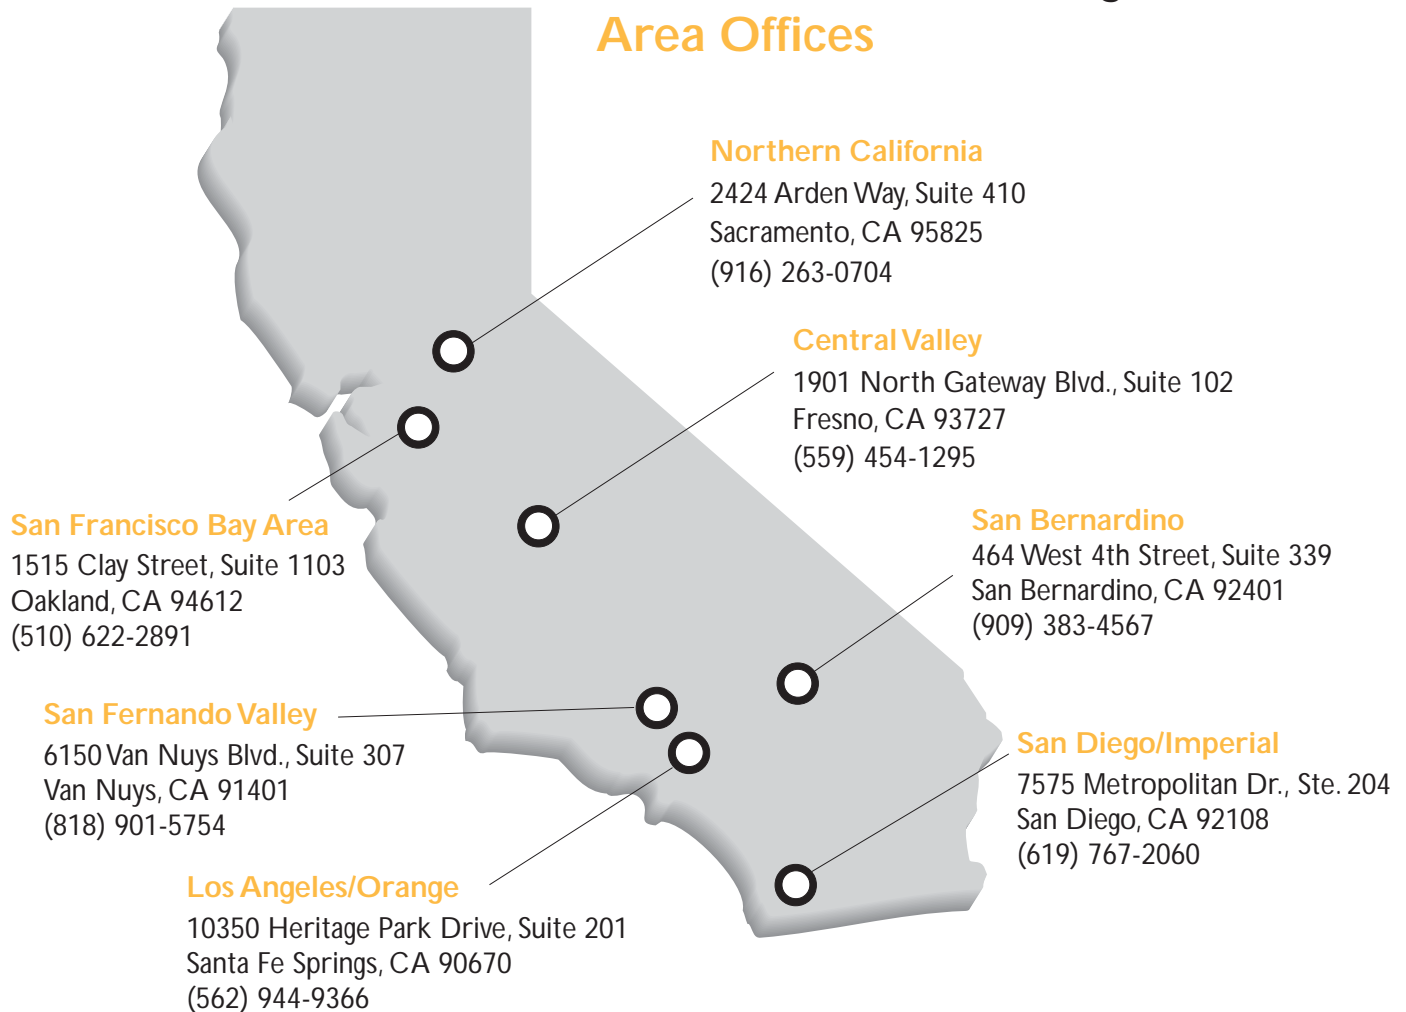 Area Offices
Northern California
2424 Arden Way, Suite 410
Sacramento, CA 95825
(916) 263-0704
Central Valley
1901 North Gateway Blvd., Suite 102
Fresno, CA 93727
(559) 454-1295
San Francisco Bay Area
1515 Clay Street, Suite 1103
Oakland, CA 94612
(510) 622-2891
San Bernardino
464 West 4th Street, Suite 339
San Bernardino, CA 92401
(909) 383-4567
San Fernando Valley
6150 Van Nuys Blvd., Suite 307
Van Nuys, CA 91401
(818) 901-5754
San Diego/Imperial
7575 Metropolitan Dr., Ste. 204
San Diego, CA 92108
(619) 767-2060
Los Angeles/Orange
10350 Heritage Park Drive, Suite 201
Santa Fe Springs, CA 90670
(562) 944-9366